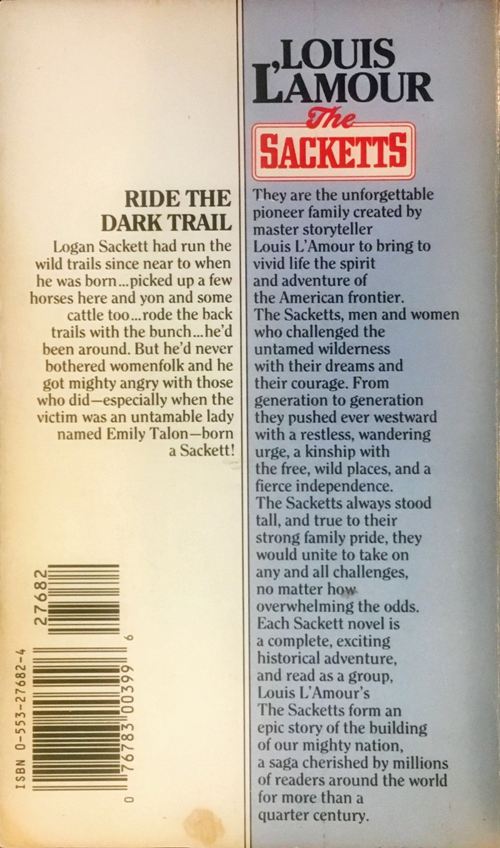 LOUIS
L'AMOUR
The
SACKETTS
RIDE THE
DARK TRAIL
Logan Sackett had run the
wild trails since near to when
he was born...picked up a few
horses here and yon and some
cattle too...rode the back
trails with the bunch...he'd
been around. But he'd never
bothered womenfolk and he
got mighty angry with those
who did—especially when the
victim was an untamable lady
named Emily Talon—born
a Sackett!
They are the unforgettable
pioneer family created by
master storyteller
Louis L'Amour to bring to
vivid life the spirit
and adventure of
the American frontier.
The Sacketts, men and women
who challenged the
untamed wilderness
with their dreams and
their courage. From
generation to generation
they pushed ever westward
with a restless, wandering
urge, a kinship with
the free, wild places, and a
fierce independence.
The Sacketts always stood
tall, and true to their
strong family pride, they
would unite to take on
any and all challenges,
no matter how
overwhelming the odds.
Each Sackett novel is
a complete, exciting
historical adventure,
and read as a group,
Louis L'Amour's
The Sacketts form an
epic story of the building
of our mighty nation,
a saga cherished by millions
of readers around the world
for more than a
quarter century.
27682
ISBN 0-553-27682-4
0 76783 00399 6